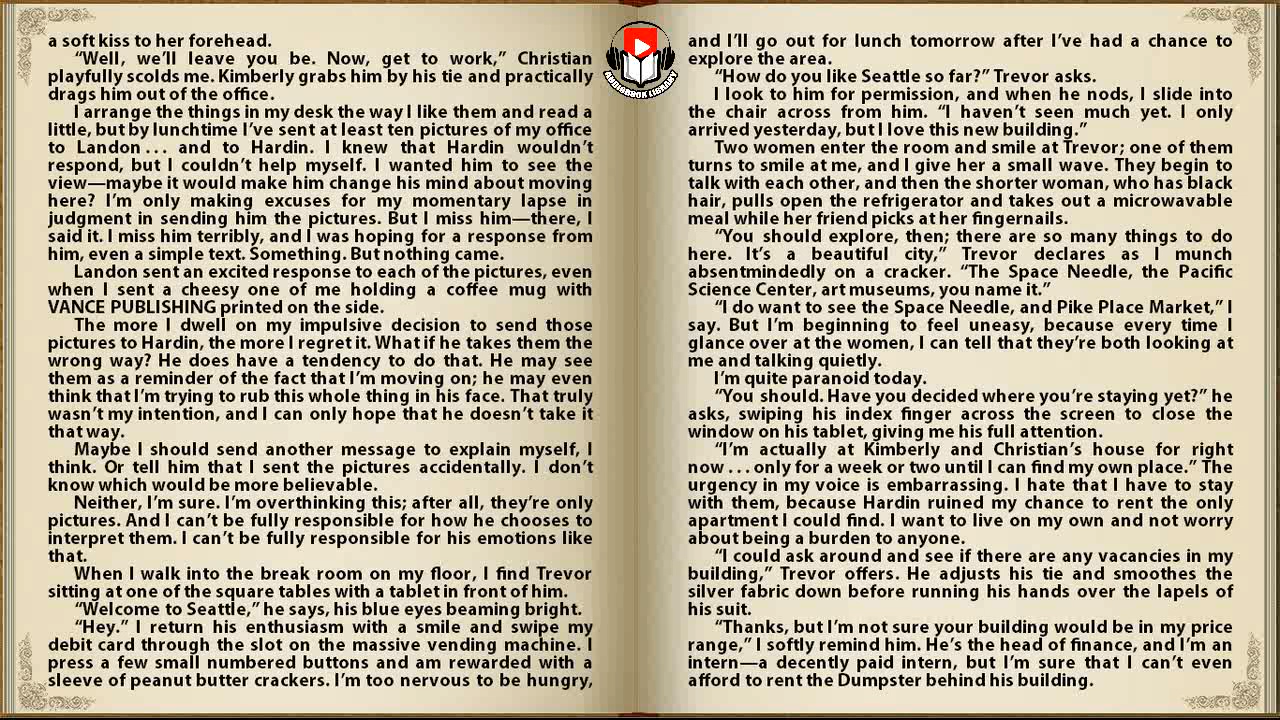 a soft kiss to her forehead.
“Well, we’ll leave you be. Now, get to work,” Christian
playfully scolds me. Kimberly grabs him by his tie and practically
drags him out of the office.
I arrange the things in my desk the way I like them and read a
little, but by lunchtime I’ve sent at least ten pictures of my office
to Landon . . . and to Hardin. I knew that Hardin wouldn’t
respond, but I couldn’t help myself. I wanted him to see the
view—maybe it would make him change his mind about moving
here? I’m only making excuses for my momentary lapse in
judgment in sending him the pictures. But I miss him—there, I
said it. I miss him terribly, and I was hoping for a response from
him, even a simple text. Something. But nothing came.
Landon sent an excited response to each of the pictures, even
when I sent a cheesy one of me holding a coffee mug with
VANCE PUBLISHING printed on the side.
The more I dwell on my impulsive decision to send those
pictures to Hardin, the more I regret it. What if he takes them the
wrong way? He does have a tendency to do that. He may see
them as a reminder of the fact that I’m moving on; he may even
think that I’m trying to rub this whole thing in his face. That truly
wasn’t my intention, and I can only hope that he doesn’t take it
that way.
Maybe I should send another message to explain myself, I
think. Or tell him that I sent the pictures accidentally. I don’t
know which would be more believable.
Neither, I’m sure. I’m overthinking this; after all, they’re only
pictures. And I can’t be fully responsible for how he chooses to
interpret them. I can’t be fully responsible for his emotions like
that.
When I walk into the break room on my floor, I find Trevor
sitting at one of the square tables with a tablet in front of him.
“Welcome to Seattle,” he says, his blue eyes beaming bright.
“Hey.” I return his enthusiasm with a smile and swipe my
debit card through the slot on the massive vending machine. I
press a few small numbered buttons and am rewarded with a
sleeve of peanut butter crackers. I’m too nervous to be hungry,
AUDIOBOOK LIBRARY
and I’ll go out for lunch tomorrow after I’ve had a chance to
explore the area.
“How do you like Seattle so far?” Trevor asks.
I look to him for permission, and when he nods, I slide into
the chair across from him. “I haven’t seen much yet. I only
arrived yesterday, but I love this new building.”
Two women enter the room and smile at Trevor; one of them
turns to smile at me, and I give her a small wave. They begin to
talk with each other, and then the shorter woman, who has black
hair, pulls open the refrigerator and takes out a microwavable
meal while her friend picks at her fingernails.
“You should explore, then; there are so many things to do
here. It’s a beautiful city,” Trevor declares as I munch
absentmindedly on a cracker. “The Space Needle, the Pacific
Science Center, art museums, you name it.”
“I do want to see the Space Needle, and Pike Place Market,” I
say. But I’m beginning to feel uneasy, because every time I
glance over at the women, I can tell that they’re both looking at
me and talking quietly.
I’m quite paranoid today.
“You should. Have you decided where you’re staying yet?” he
asks, swiping his index finger across the screen to close the
window on his tablet, giving me his full attention.
“I’m actually at Kimberly and Christian’s house for right
now . . . only for a week or two until I can find my own place.” The
urgency in my voice is embarrassing. I hate that I have to stay
with them, because Hardin ruined my chance to rent the only
apartment I could find. I want to live on my own and not worry
about being a burden to anyone.
“I could ask around and see if there are any vacancies in my
building,” Trevor offers. He adjusts his tie and smoothes the
silver fabric down before running his hands over the lapels of
his suit.
“Thanks, but I’m not sure your building would be in my price
range,” I softly remind him. He’s the head of finance, and I’m an
intern—a decently paid intern, but I’m sure that I can’t even
afford to rent the Dumpster behind his building.